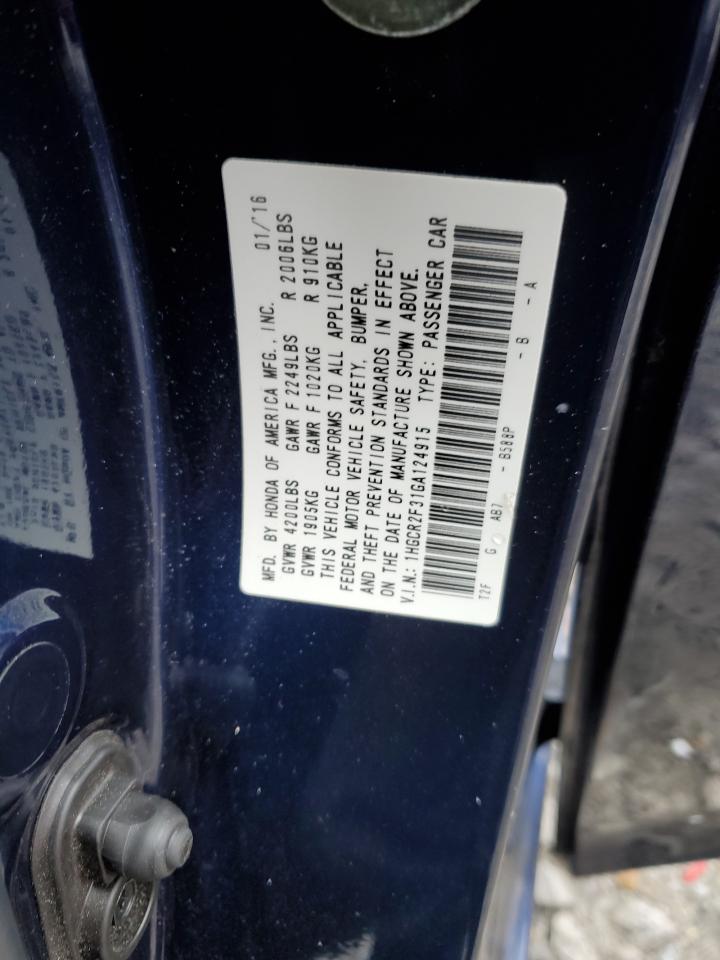 MFD. BY HONDA OF AMERICA MFG., INC. 01/'16
GVWR 4200LBS GAWR F 2249LBS R 2006LBS
GVWR 1905KG GAWR F 1020KG R 910KG
THIS VEHICLE CONFORMS TO ALL APPLICABLE
FEDERAL MOTOR VEHICLE SAFETY, BUMPER,
AND THEFT PREVENTION STANDARDS IN EFFECT
ON THE DATE OF MANUFACTURE SHOWN ABOVE.
V.I.N.: 1HGCR2F31GA124915 TYPE: PASSENGER CAR
T2F G AB7 - B588P - B - A